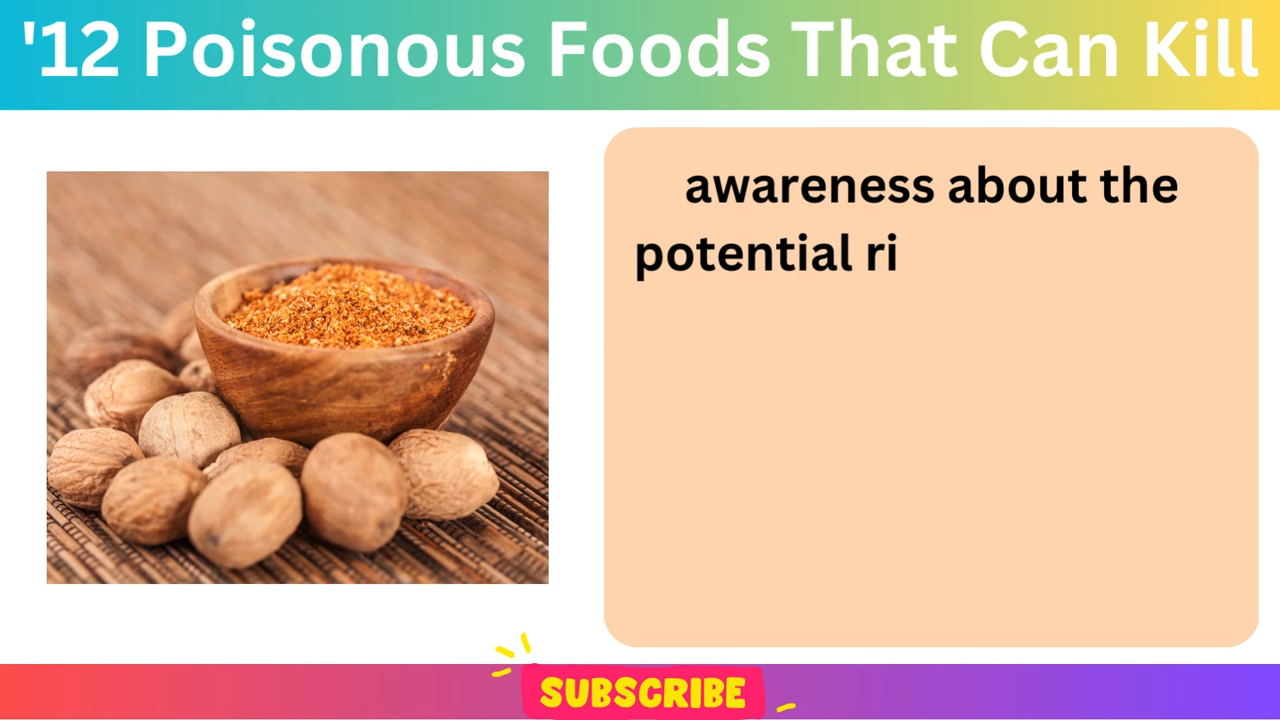 '12 Poisonous Foods That Can Kill
awareness about the
potential ri
SUBSCRIBE